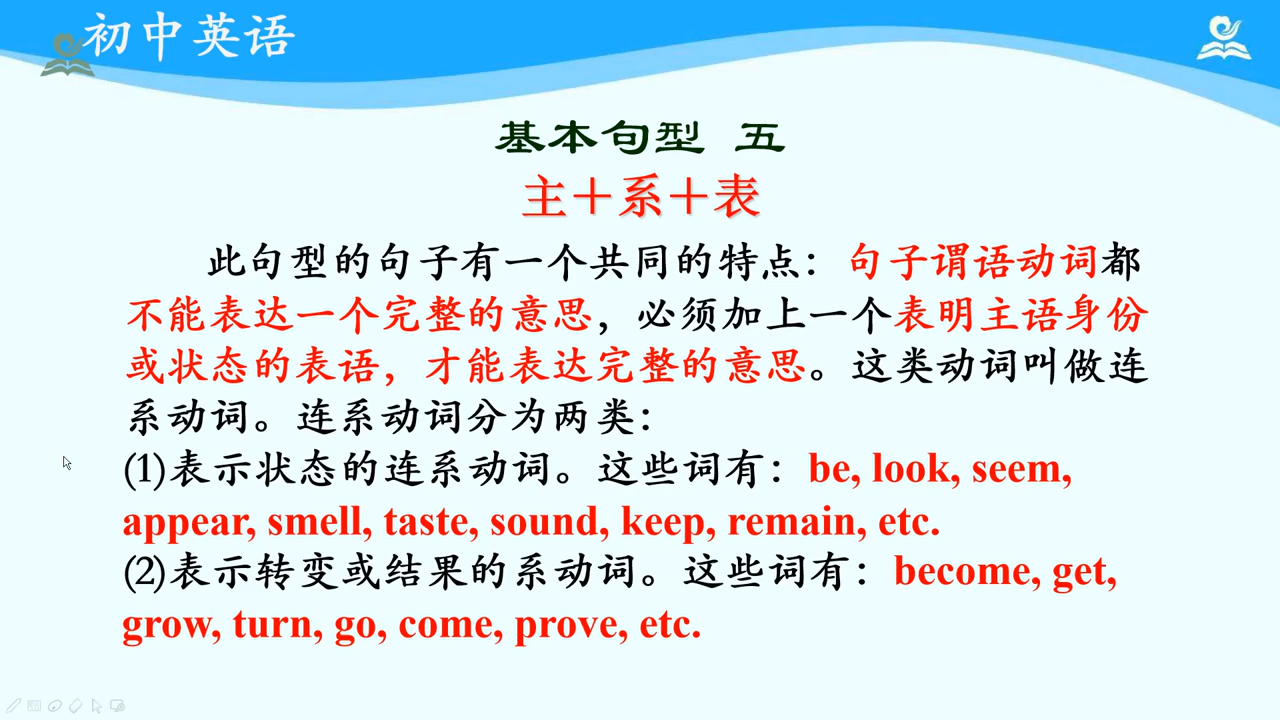 初中英语
基本句型 五
主＋系＋表
此句型的句子有一个共同的特点：句子谓语动词都
不能表达一个完整的意思，必须加上一个表明主语身份
或状态的表语，才能表达完整的意思。这类动词叫做连
系动词。连系动词分为两类：
(1)表示状态的连系动词。这些词有：be, look, seem,
appear, smell, taste, sound, keep, remain, etc.
(2)表示转变或结果的系动词。这些词有：become, get,
grow, turn, go, come, prove, etc.